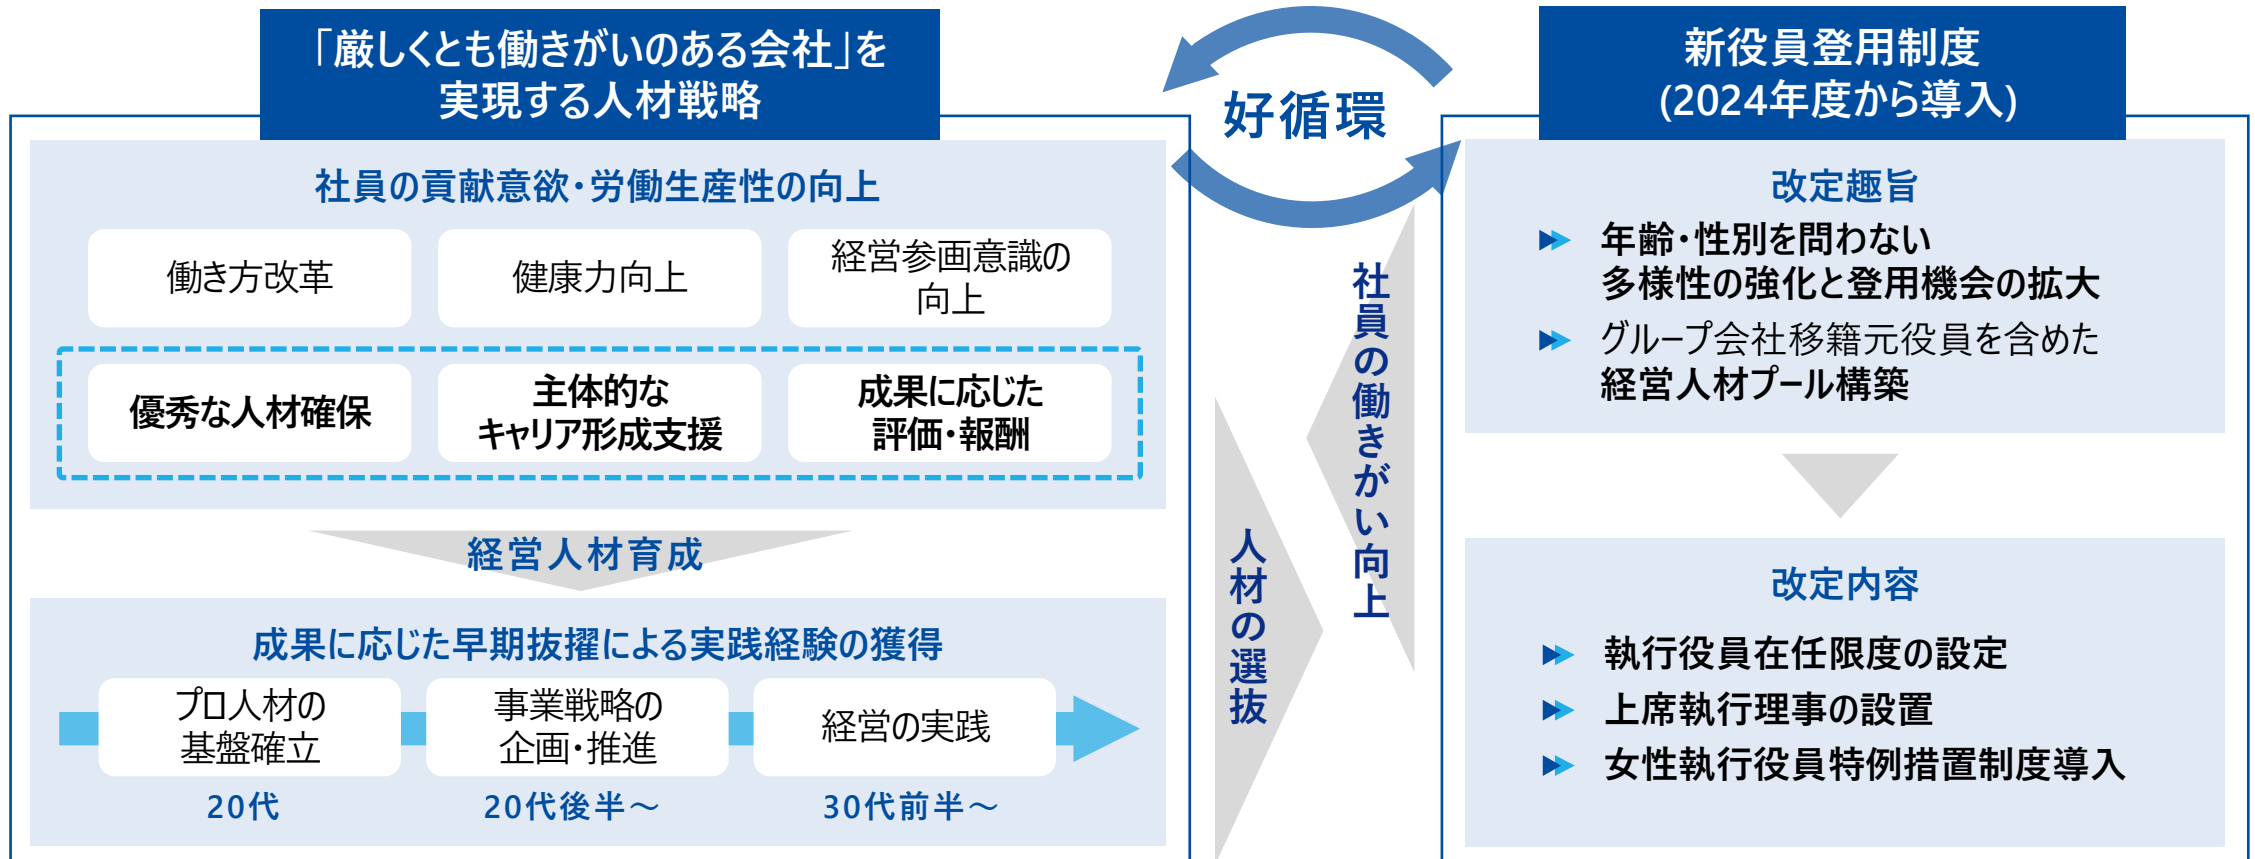 「厳しくとも働きがいのある会社」を
実現する人材戦略
社員の貢献意欲・労働生産性の向上
働き方改革
健康力向上
経営参画意識の
向上
優秀な人材確保
主体的な
キャリア形成支援
成果に応じた
評価・報酬
経営人材育成
成果に応じた早期抜擢による実践経験の獲得
プロ人材の
基盤確立
事業戦略の
企画・推進
経営の実践
20代
20代後半～
30代前半～
好循環
人材の選抜
社員の働きがい向上
新役員登用制度
(2024年度から導入)
改定趣旨
年齢・性別を問わない
多様性の強化と登用機会の拡大
グループ会社移籍元役員を含めた
経営人材プール構築
改定内容
執行役員在任限度の設定
上席執行理事の設置
女性執行役員特例措置制度導入